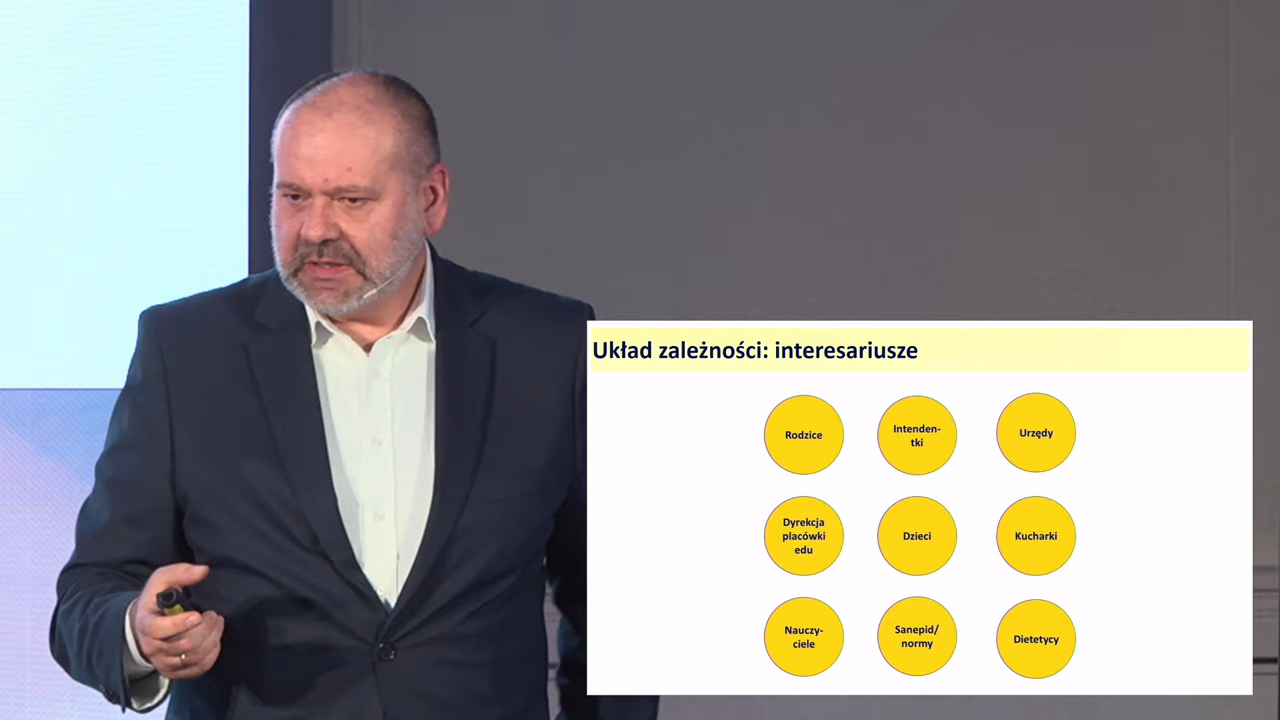 Układ zależności: interesariusze
Rodzice
Intenden-
tki
Urzędy
Dyrekcja
placówki
edu
Dzieci
Kucharki
Nauczy-
ciele
Sanepid/
normy
Dietetycy